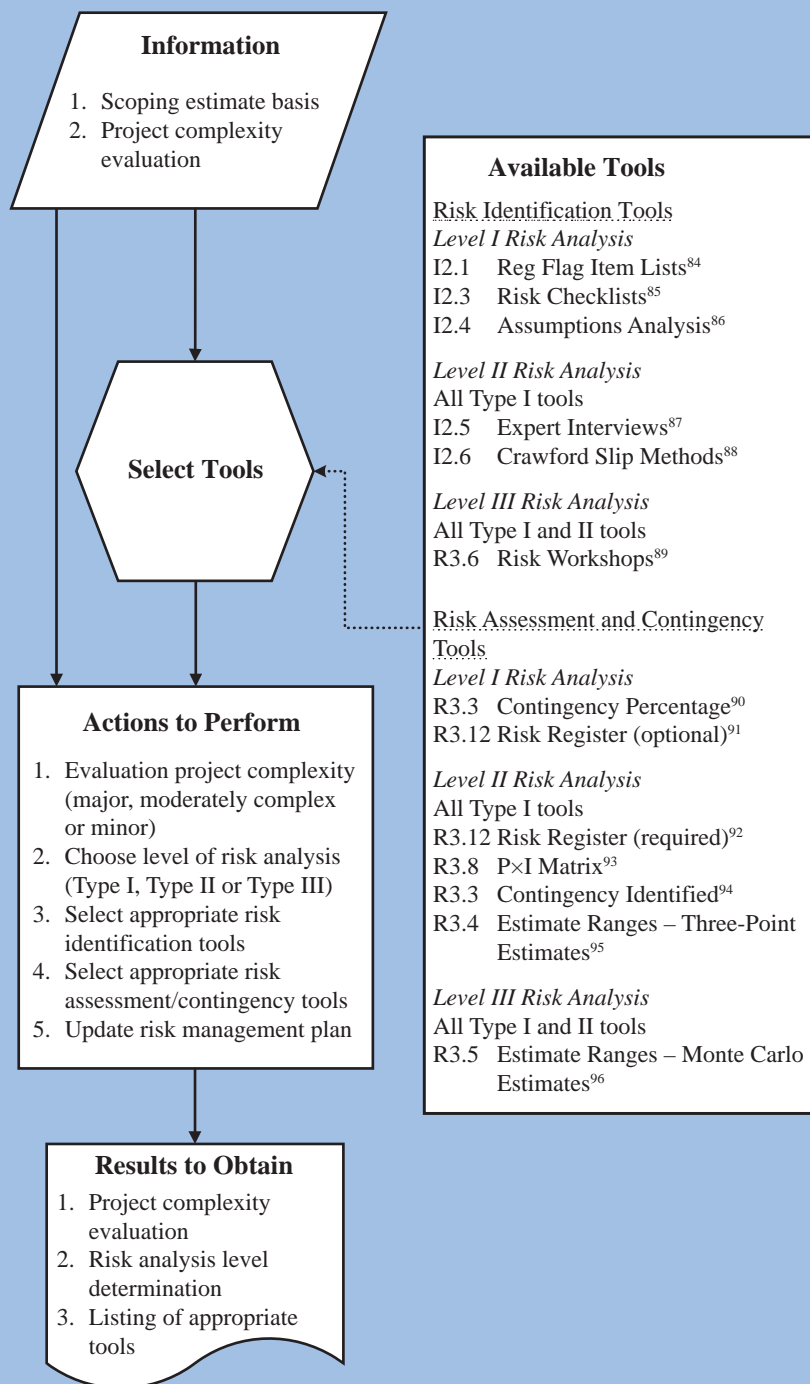 Information
1. Scoping estimate basis
2. Project complexity
evaluation
Select Tools
Actions to Perform
1. Evaluation project complexity
(major, moderately complex
or minor)
2. Choose level of risk analysis
(Type I, Type II or Type III)
3. Select appropriate risk
identification tools
4. Select appropriate risk
assessment/contingency tools
5. Update risk management plan
Results to Obtain
1. Project complexity
evaluation
2. Risk analysis level
determination
3. Listing of appropriate
tools
Available Tools
Risk Identification Tools
Level I Risk Analysis
I2.1 Reg Flag Item Lists⁸⁴
I2.3 Risk Checklists⁸⁵
I2.4 Assumptions Analysis⁸⁶
Level II Risk Analysis
All Type I tools
I2.5 Expert Interviews⁸⁷
I2.6 Crawford Slip Methods⁸⁸
Level III Risk Analysis
All Type I and II tools
R3.6 Risk Workshops⁸⁹
Risk Assessment and Contingency
Tools
Level I Risk Analysis
R3.3 Contingency Percentage⁹⁰
R3.12 Risk Register (optional)⁹¹
Level II Risk Analysis
All Type I tools
R3.12 Risk Register (required)⁹²
R3.8 P×I Matrix⁹³
R3.3 Contingency Identified⁹⁴
R3.4 Estimate Ranges – Three-Point
Estimates⁹⁵
Level III Risk Analysis
All Type I and II tools
R3.5 Estimate Ranges – Monte Carlo
Estimates⁹⁶